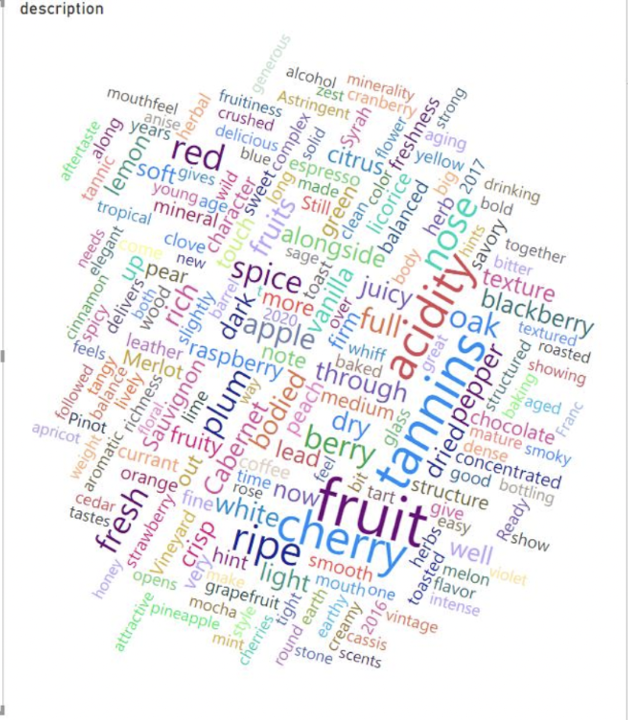 description
generous
alcohol
minerality
zest
cranberry
strong
mouthfeel
anise
herbal
fruitiness
Astringent
crushed
delicious
complex
solid
Syrah
flower
freshness
aging
aftertaste
along
years
tannic
lemon
red
blue
citrus
yellow
2017
drinking
soft
gives
wild
sweet
long
espresso
made
color
licorice
big
bold
young
age
character
Still
greens
clean
balanced
herb
nose
tropical
mineral
touch
fruits
alongside
hints
savory
together
needs
elegant
come
clove
new
sage
body
bitter
up
pear
spice
toast
vanilla
juicy
acidity
texture
cinnamon
delivers
both
wood
rich
barrel
dark
more
2020
over
full
oak
blackberry
spicy
slightly
apple
firm
great
textured
feels
leather
raspberry
note
whiff
roasted
tangy
Merlot
baked
tannins
pepper
structured
showing
followed
balance
lively
richness
Sauvignon
lime
plum
way
bodied
peach
through
medium
baking
aged
Franc
Pinot
floral
Cabernet
dry
glass
dried
chocolate
mature
smoky
apricot
weight
aromatic
fruity
berry
dense
currant
out
coffee
lead
feel
bit
concentrated
good
bottling
orange
time
rose
now
tart
structure
cedar
tastes
fresh
strawberry
Vineyard
fine
white
fruit
give
easy
Ready
show
crisp
cherry
ripe
herbs
well
honey
very
hint
smooth
toasted
melon
violet
opens
make
light
mouth
one
flavor
intense
attractive
grapefruit
mocha
pineapple
style
tight
earth
earthy
creamy
2016
vintage
mint
cherries
round
stone
cassis
scents